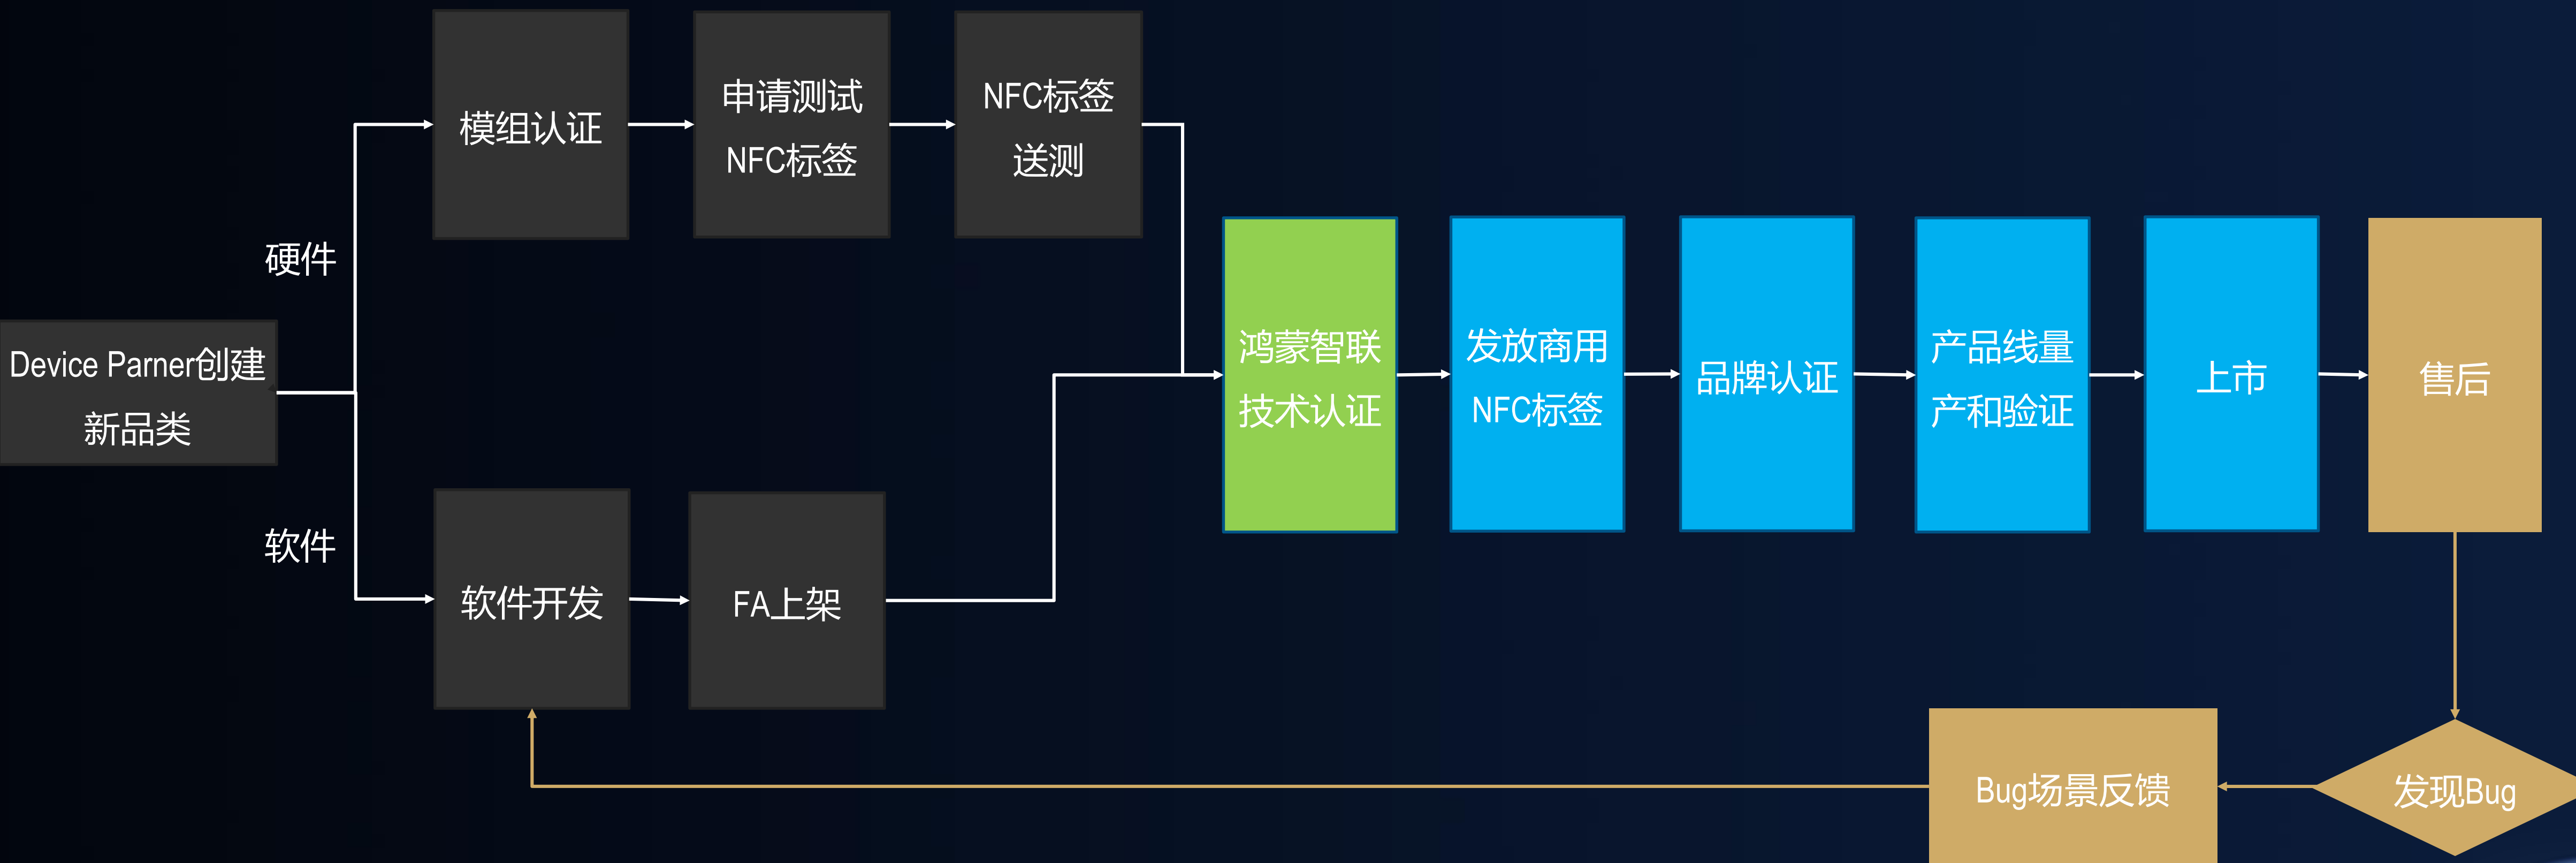 模组认证
申请测试
NFC标签
NFC标签
送测
硬件
Device Parner创建
新品类
软件
软件开发
FA上架
鸿蒙智联
技术认证
发放商用
NFC标签
品牌认证
产品线量
产和验证
上市
售后
Bug场景反馈
发现Bug